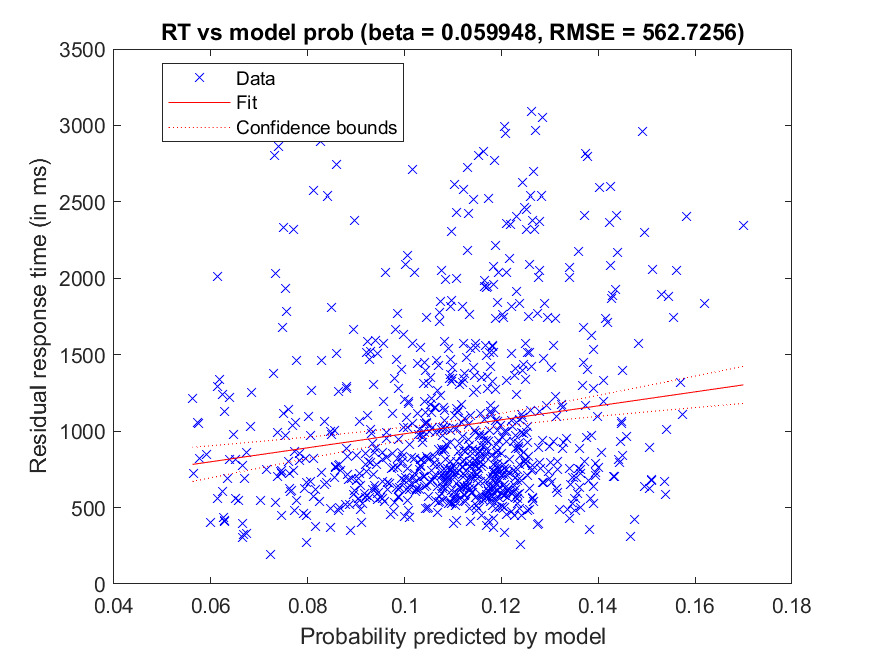 RT vs model prob (beta = 0.059948, RMSE = 562.7256)
3500
3000
2500
2000
1500
1000
500
0
Residual response time (in ms)
Data
Fit
Confidence bounds
0.04 0.06 0.08 0.1 0.12 0.14 0.16 0.18
Probability predicted by model